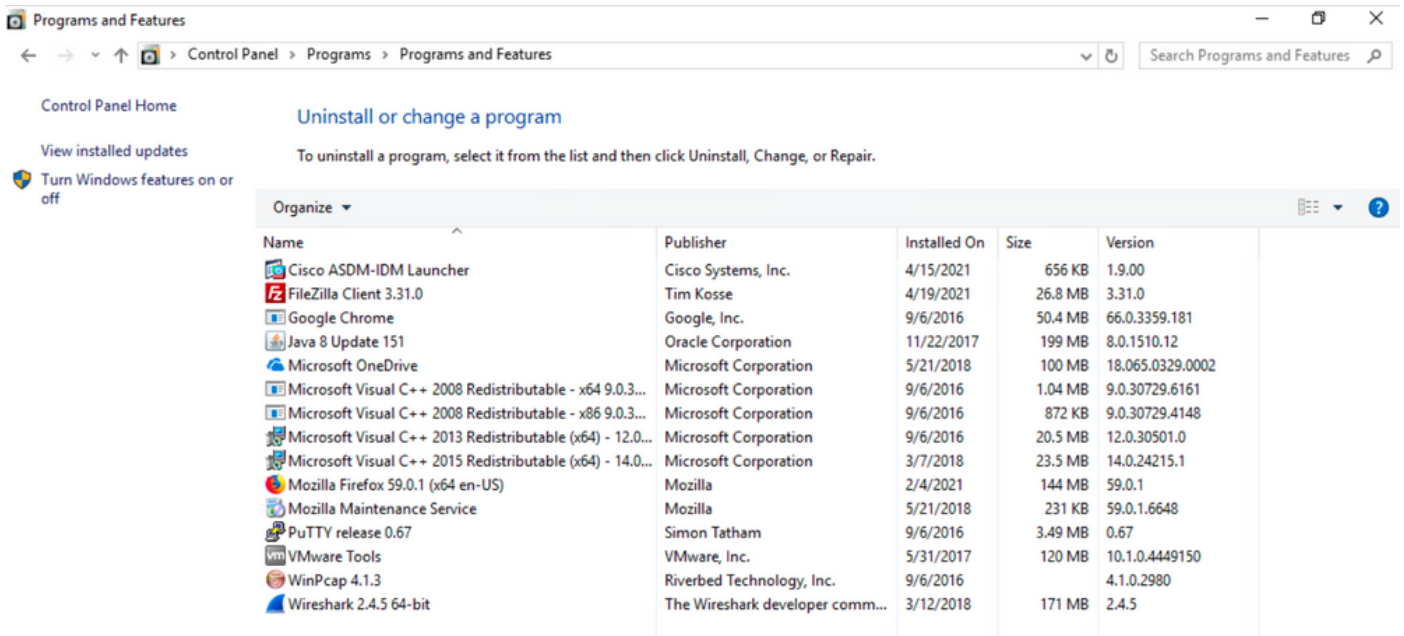 Programs and Features
Control Panel > Programs > Programs and Features
Search Programs and Features
Control Panel Home
View installed updates
Turn Windows features on or
off
Uninstall or change a program
To uninstall a program, select it from the list and then click Uninstall, Change, or Repair.
Organize
Name Publisher Installed On Size Version
Cisco ASDM-IDM Launcher Cisco Systems, Inc. 4/15/2021 656 KB 1.9.00
FileZilla Client 3.31.0 Tim Kosse 4/19/2021 26.8 MB 3.31.0
Google Chrome Google, Inc. 9/6/2016 50.4 MB 66.0.3359.181
Java 8 Update 151 Oracle Corporation 11/22/2017 199 MB 8.0.1510.12
Microsoft OneDrive Microsoft Corporation 5/21/2018 100 MB 18.065.0329.0002
Microsoft Visual C++ 2008 Redistributable - x64 9.0.3... Microsoft Corporation 9/6/2016 1.04 MB 9.0.30729.6161
Microsoft Visual C++ 2008 Redistributable - x86 9.0.3... Microsoft Corporation 9/6/2016 872 KB 9.0.30729.4148
Microsoft Visual C++ 2013 Redistributable (x64) - 12.0... Microsoft Corporation 9/6/2016 20.5 MB 12.0.30501.0
Microsoft Visual C++ 2015 Redistributable (x64) - 14.0... Microsoft Corporation 3/7/2018 23.5 MB 14.0.24215.1
Mozilla Firefox 59.0.1 (x64 en-US) Mozilla 2/4/2021 144 MB 59.0.1
Mozilla Maintenance Service Mozilla 5/21/2018 231 KB 59.0.1.6648
PuTTY release 0.67 Simon Tatham 9/6/2016 3.49 MB 0.67
VMware Tools VMware, Inc. 5/31/2017 120 MB 10.1.0.4449150
WinPcap 4.1.3 Riverbed Technology, Inc. 9/6/2016 4.1.0.2980
Wireshark 2.4.5 64-bit The Wireshark developer comm... 3/12/2018 171 MB 2.4.5